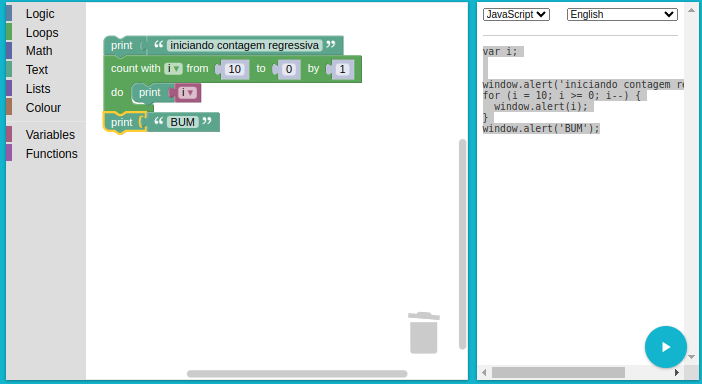 Logic
Loops
Math
Text
Lists
Colour
Variables
Functions
print “ iniciando contagem regressiva ”
count with i ▾ from 10 to 0 by 1
do print i ▾
print “ BUM ”
JavaScript English
var i;
window.alert('iniciando contagem re
for (i = 10; i >= 0; i--) {
window.alert(i);
}
window.alert('BUM');